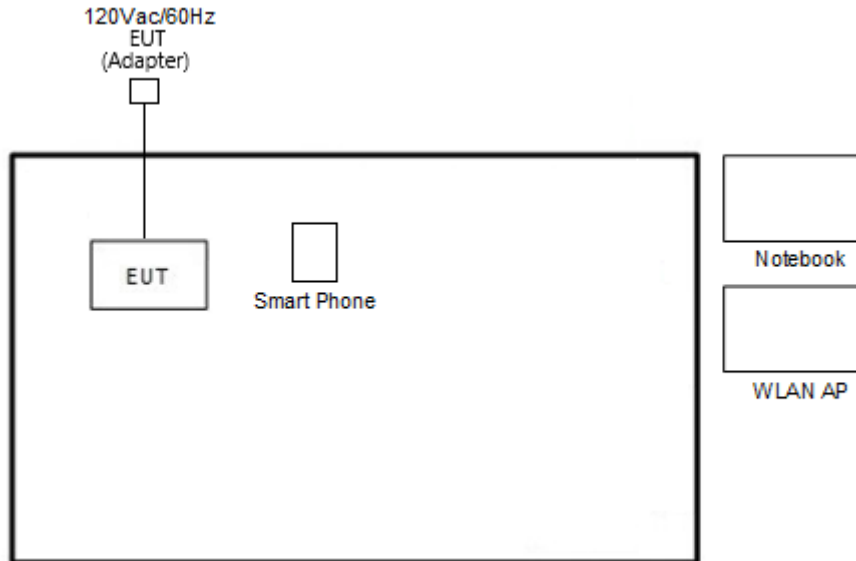 120Vac/60Hz
EUT
(Adapter)
EUT
Smart Phone
Notebook
WLAN AP